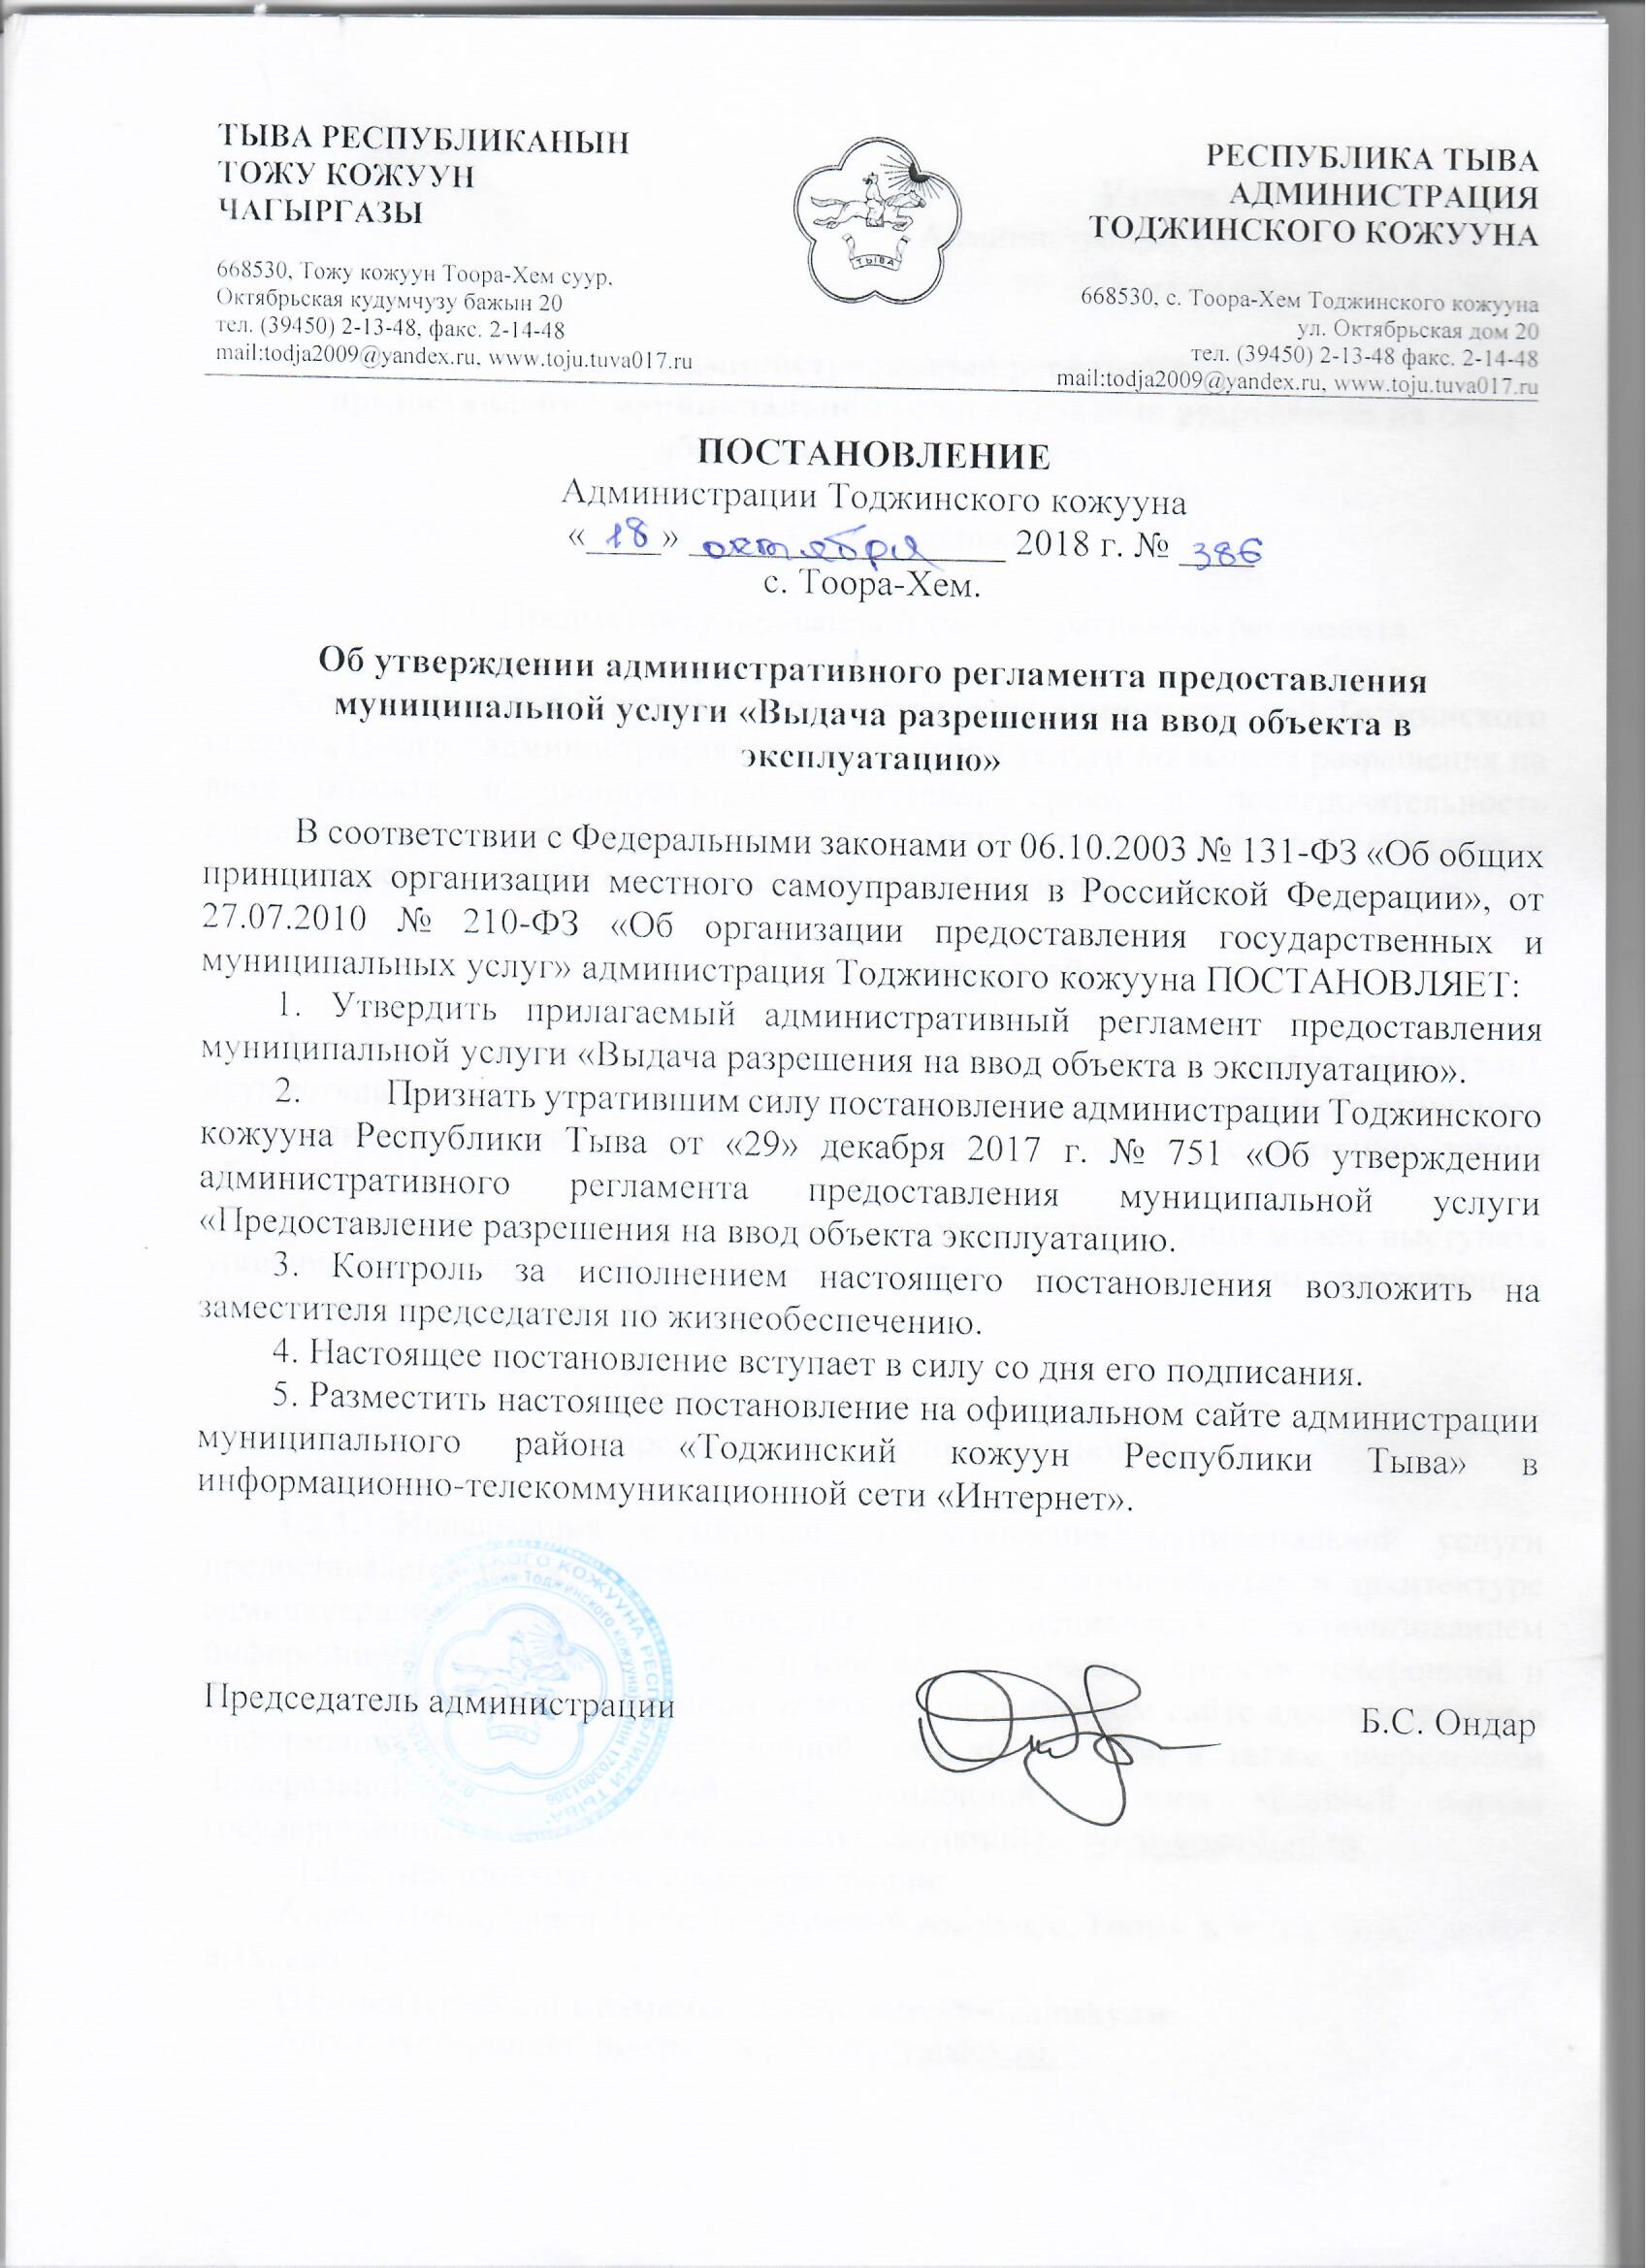 ТЫВА РЕСПУБЛИКАНЫН
ТОЖУ КОЖУУН
ЧАГЫРГАЗЫ
668530, Тожу кожуун Тоора-Хем суур,
Октябрьская кудумчузу бажын 20
тел. (39450) 2-13-48, факс. 2-14-48
mail:todja2009@yandex.ru, www.toju.tuva017.ru
ТЫВА
РЕСПУБЛИКА ТЫВА
АДМИНИСТРАЦИЯ
ТОДЖИНСКОГО КОЖУУНА
668530, с. Тоора-Хем Тоджинского кожууна
ул. Октябрьская дом 20
тел. (39450) 2-13-48 факс. 2-14-48
mail:todja2009@yandex.ru, www.toju.tuva017.ru
ПОСТАНОВЛЕНИЕ
Администрации Тоджинского кожууна
«18» октября 2018 г. № 386
с. Тоора-Хем.
Об утверждении административного регламента предоставления
муниципальной услуги «Выдача разрешения на ввод объекта в
эксплуатацию»
В соответствии с Федеральными законами от 06.10.2003 № 131-ФЗ «Об общих
принципах организации местного самоуправления в Российской Федерации», от
27.07.2010 № 210-ФЗ «Об организации предоставления государственных и
муниципальных услуг» администрация Тоджинского кожууна ПОСТАНОВЛЯЕТ:
1. Утвердить прилагаемый административный регламент предоставления
муниципальной услуги «Выдача разрешения на ввод объекта в эксплуатацию».
2. Признать утратившим силу постановление администрации Тоджинского
кожууна Республики Тыва от «29» декабря 2017 г. № 751 «Об утверждении
административного регламента предоставления муниципальной услуги
«Предоставление разрешения на ввод объекта эксплуатацию.
3. Контроль за исполнением настоящего постановления возложить на
заместителя председателя по жизнеобеспечению.
4. Настоящее постановление вступает в силу со дня его подписания.
5. Разместить настоящее постановление на официальном сайте администрации
муниципального района «Тоджинский кожуун Республики Тыва» в
информационно-телекоммуникационной сети «Интернет».
Председатель администрации
Б.С. Ондар